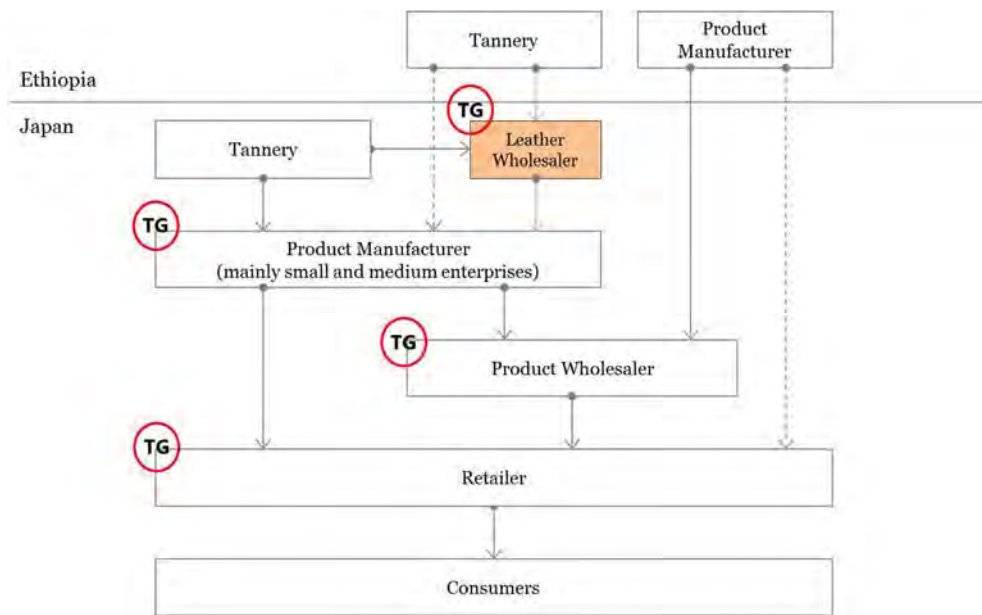 Tannery
Product
Manufacturer
Ethiopia
Japan
TG
Tannery
Leather
Wholesaler
TG
Product Manufacturer
(mainly small and medium enterprises)
TG
Product Wholesaler
TG
Retailer
Consumers